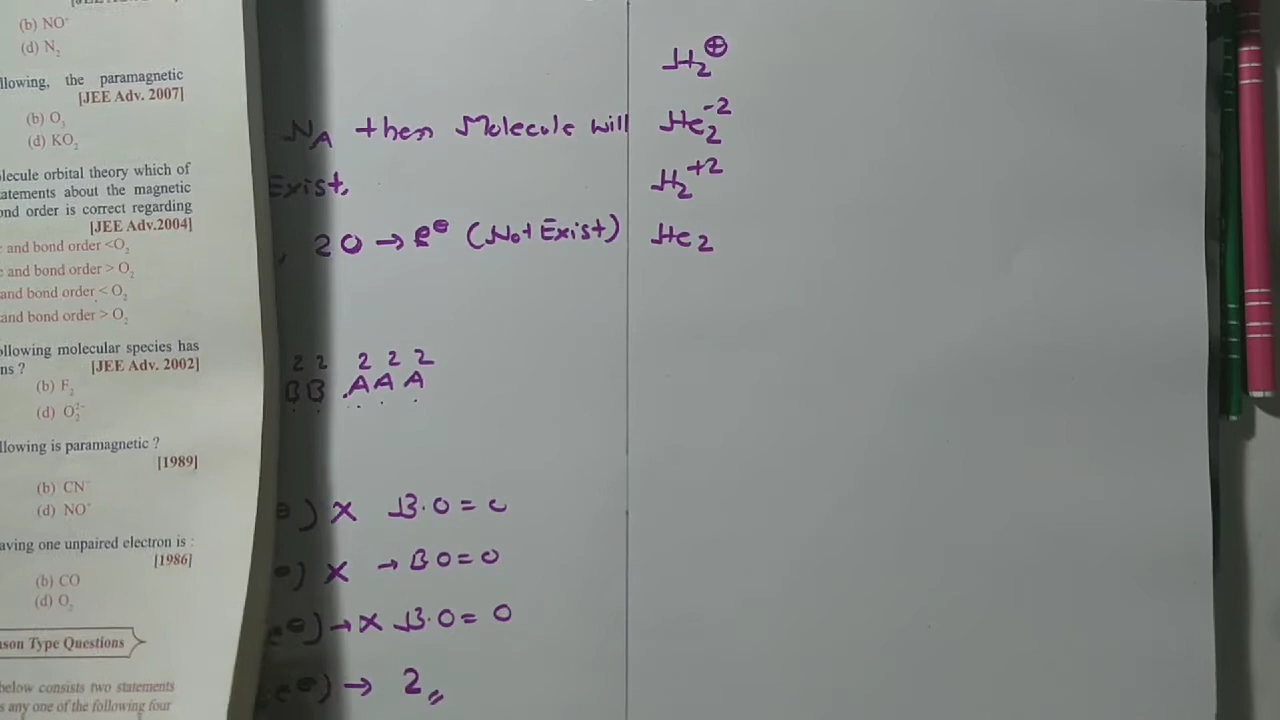 (b) NO⁺
(d) N₂
llowing, the paramagnetic
[JEE Adv. 2007]
(b) O₃
(d) KO₂
lecule orbital theory which of
atements about the magnetic
ond order is correct regarding
[JEE Adv.2004]
and bond order <O₂
and bond order > O₂
and bond order < O₂
and bond order > O₂
ollowing molecular species has
ns ? [JEE Adv. 2002]
(b) F₂
(d) O₂²⁻
llowing is paramagnetic ?
[1989]
(b) CN⁻
(d) NO⁺
aving one unpaired electron is :
[1986]
(b) CO
(d) O₂
son Type Questions
below consists two statements
s any one of the following four
N_A then Molecule will
Exist.
, 20 → e⊖ (Not Exist)
2 2 2 2 2
B B . A A A
⊖) X B.O = 0
⊖) X → BO = 0
⊖) → X B.O = 0
e⊖) → 2
H₂⊕
He₂⁻²
H₂⁺²
He₂